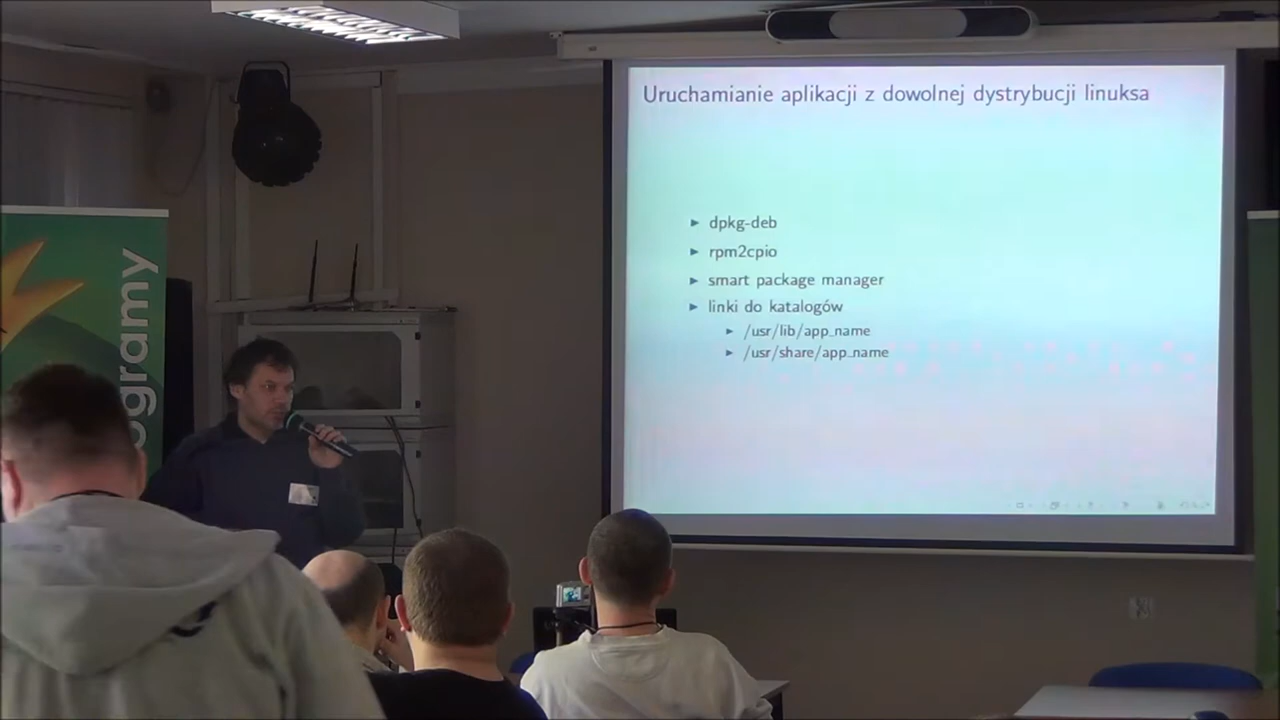 Uruchamianie aplikacji z dowolnej dystrybucji linuksa
dpkg-deb
rpm2cpio
smart package manager
linki do katalogów
/usr/lib/app_name
/usr/share/app_name
ogramy